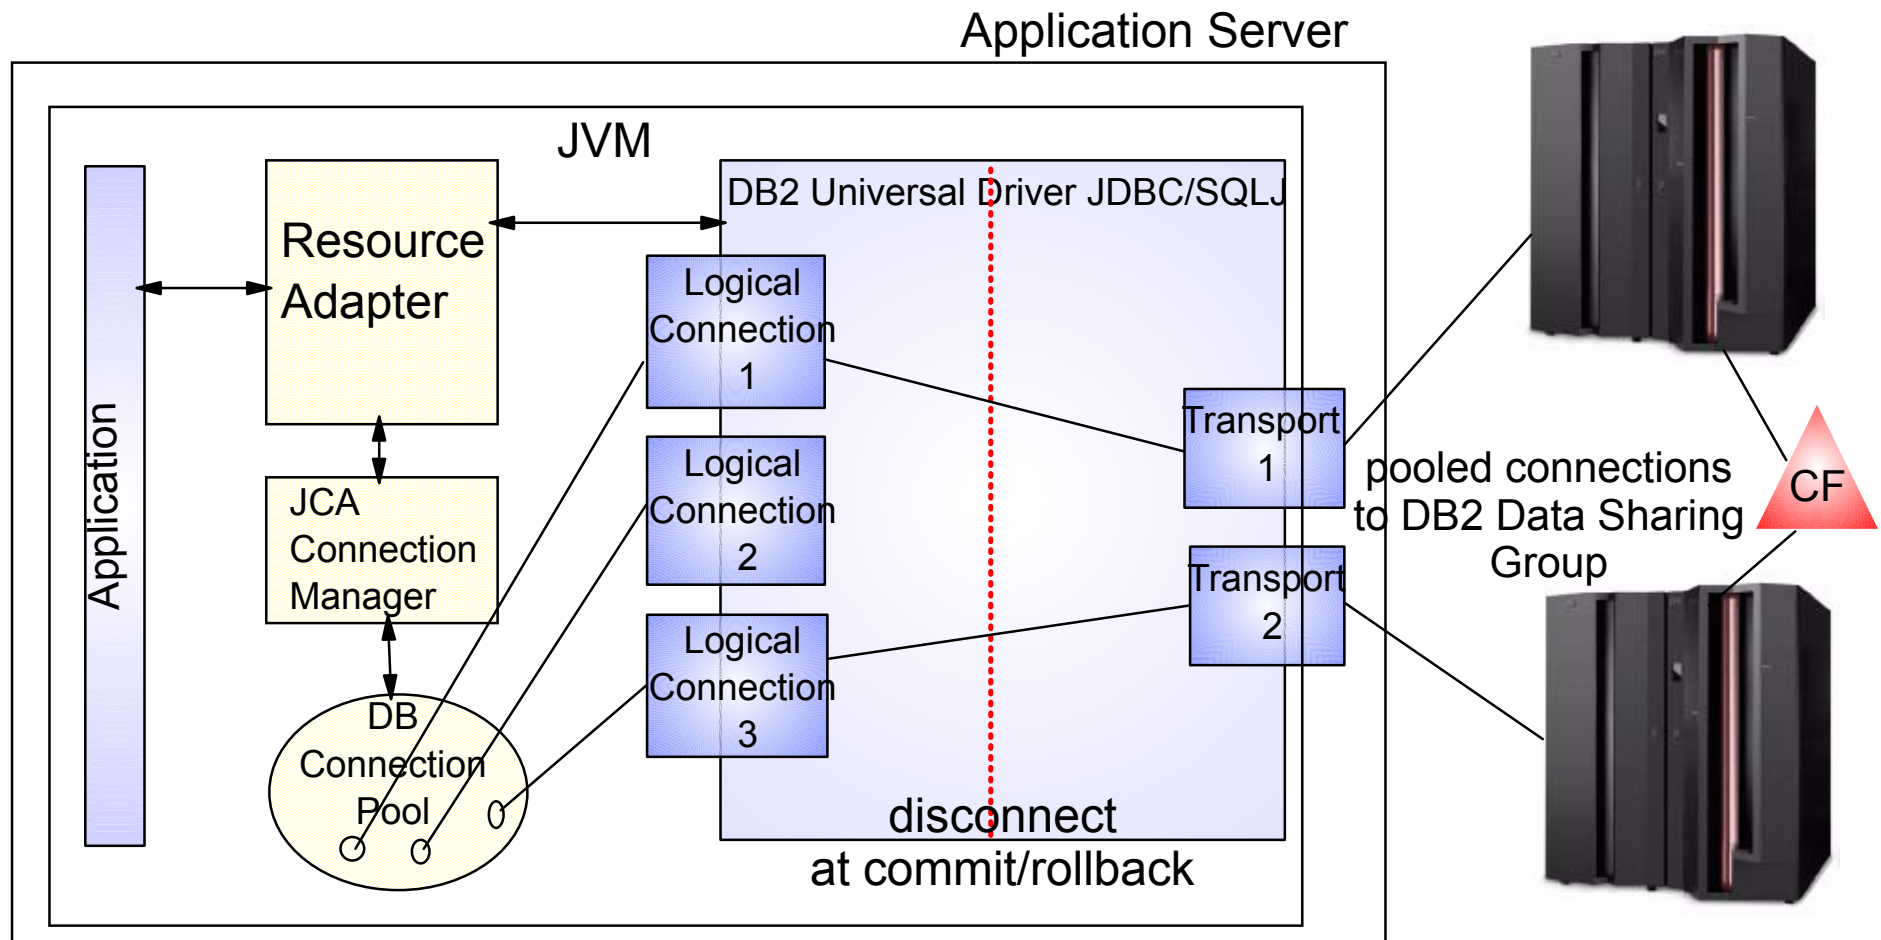 Application Server
JVM
DB2 Universal Driver JDBC/SQLJ
Application
Resource
Adapter
JCA
Connection
Manager
DB
Connection
Pool
Logical
Connection
1
Logical
Connection
2
Logical
Connection
3
Transport
1
Transport
2
disconnect
at commit/rollback
pooled connections
to DB2 Data Sharing
Group
CF